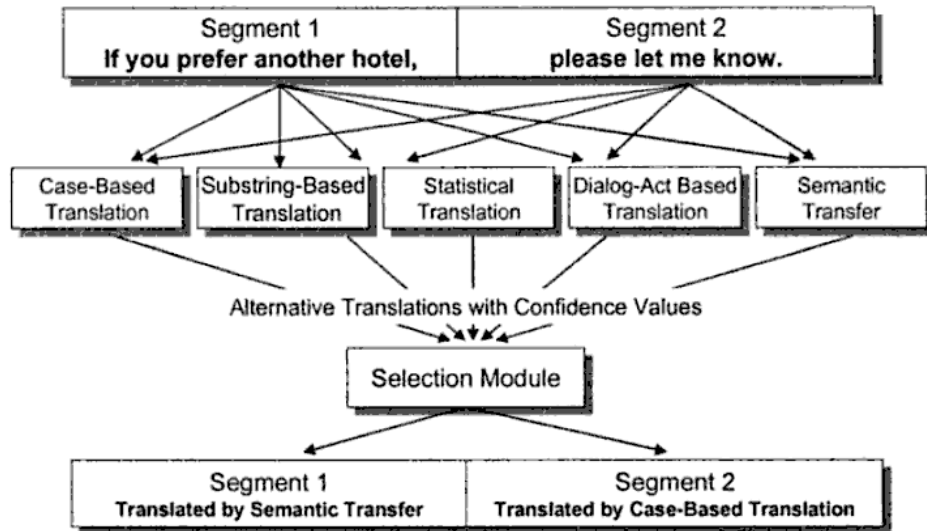 Segment 1
If you prefer another hotel,
Segment 2
please let me know.
Case-Based
Translation
Substring-Based
Translation
Statistical
Translation
Dialog-Act Based
Translation
Semantic
Transfer
Alternative Translations with Confidence Values
Selection Module
Segment 1
Translated by Semantic Transfer
Segment 2
Translated by Case-Based Translation